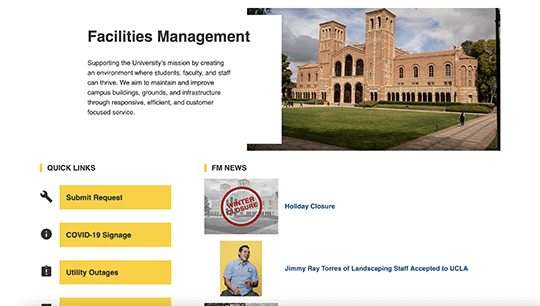 Facilities Management
Supporting the University's mission by creating
an environment where students, faculty, and staff
can thrive. We aim to maintain and improve
campus buildings, grounds, and infrastructure
through responsive, efficient, and customer
focused service.
QUICK LINKS
Submit Request
COVID-19 Signage
Utility Outages
FM NEWS
WINTER
CLOSURE
Holiday Closure
Jimmy Ray Torres of Landscaping Staff Accepted to UCLA